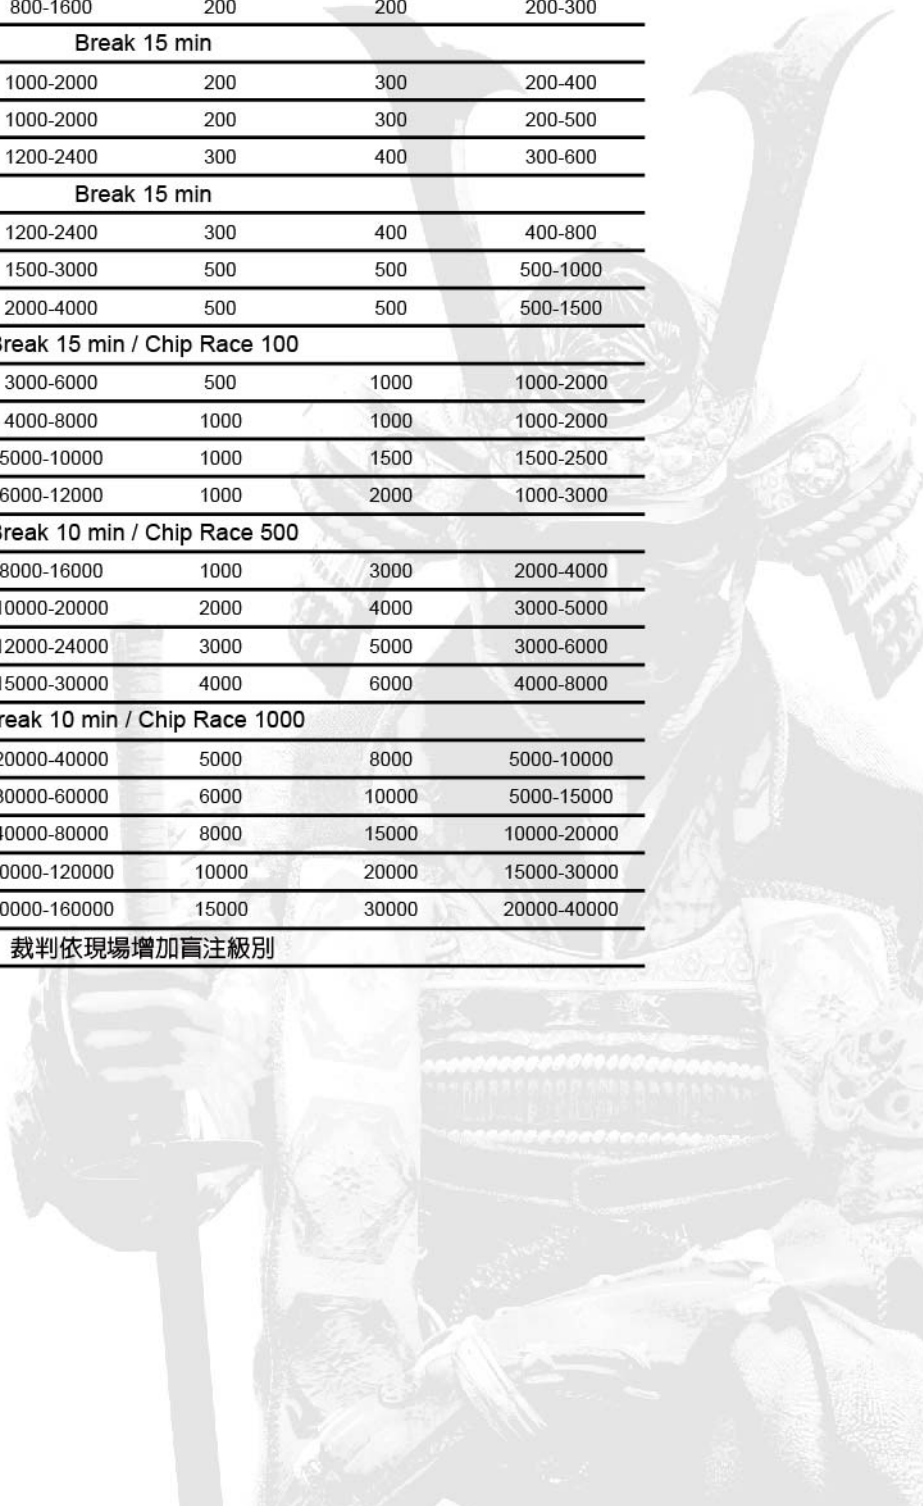 800-1600 200 200 200-300
Break 15 min
1000-2000 200 300 200-400
1000-2000 200 300 200-500
1200-2400 300 400 300-600
Break 15 min
1200-2400 300 400 400-800
1500-3000 500 500 500-1000
2000-4000 500 500 500-1500
Break 15 min / Chip Race 100
3000-6000 500 1000 1000-2000
4000-8000 1000 1000 1000-2000
5000-10000 1000 1500 1500-2500
6000-12000 1000 2000 1000-3000
Break 10 min / Chip Race 500
8000-16000 1000 3000 2000-4000
10000-20000 2000 4000 3000-5000
12000-24000 3000 5000 3000-6000
15000-30000 4000 6000 4000-8000
reak 10 min / Chip Race 1000
20000-40000 5000 8000 5000-10000
30000-60000 6000 10000 5000-15000
40000-80000 8000 15000 10000-20000
0000-120000 10000 20000 15000-30000
0000-160000 15000 30000 20000-40000
裁判依現場增加盲注級別